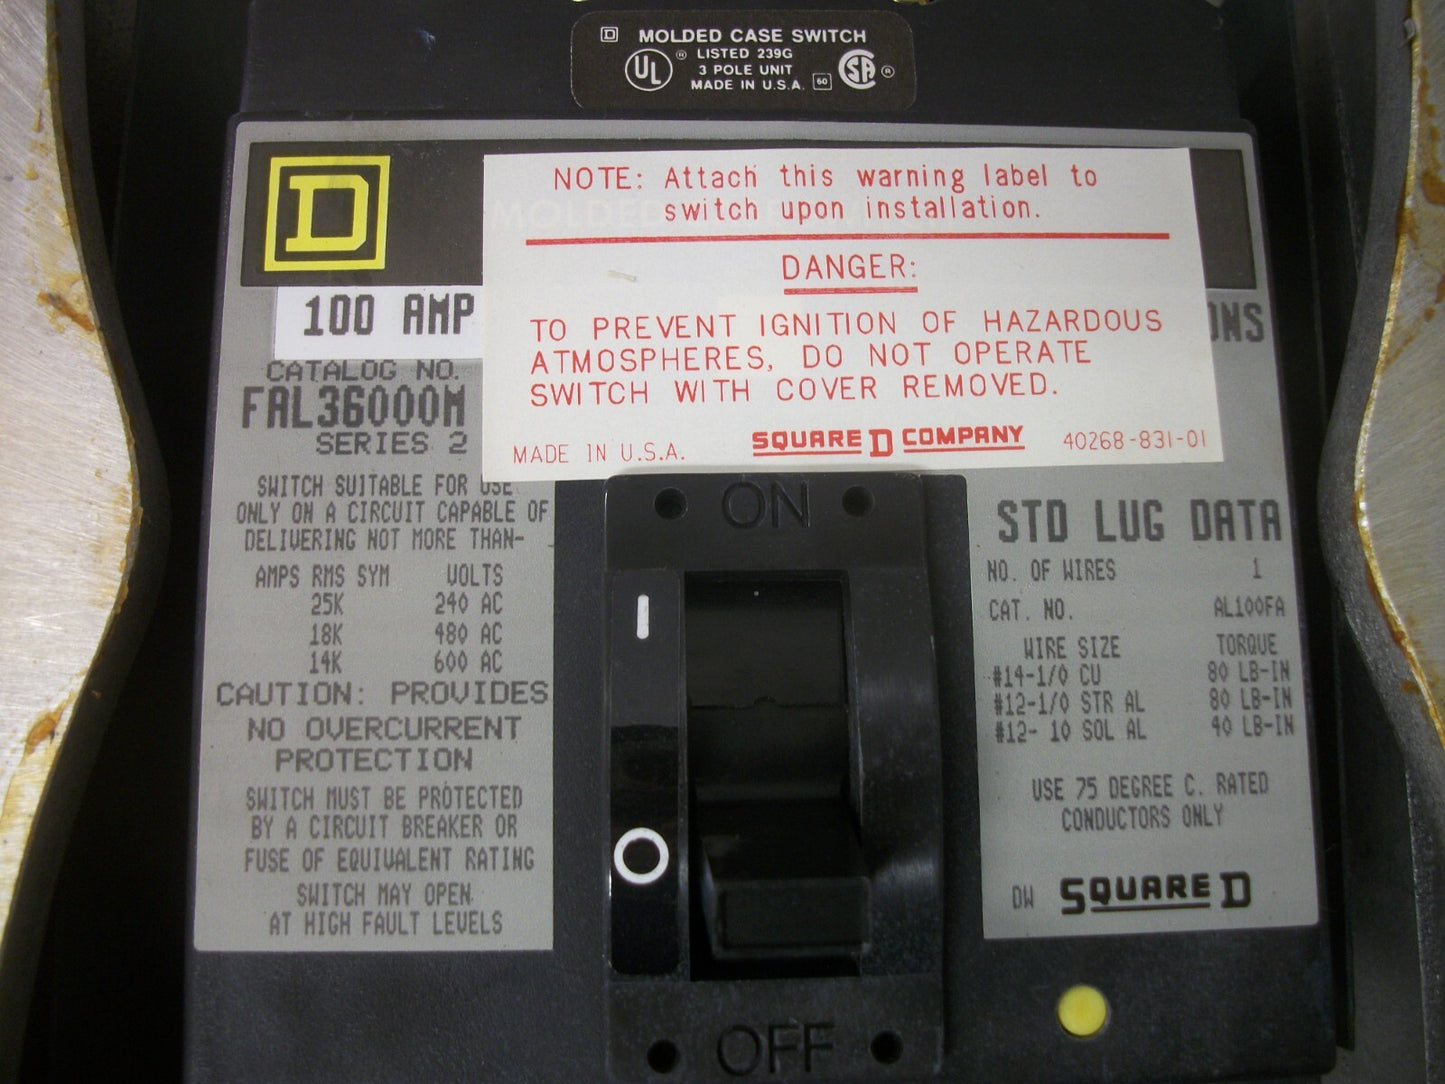 D MOLDED CASE SWITCH
UL ® LISTED 239G
3 POLE UNIT
MADE IN U.S.A. 60
SA ®
D
NOTE: Attach this warning label to
switch upon installation.
DANGER:
TO PREVENT IGNITION OF HAZARDOUS
ATMOSPHERES, DO NOT OPERATE
SWITCH WITH COVER REMOVED.
MADE IN U.S.A. SQUARE D COMPANY 40268-831-01
MOLDED
100 AMP
CATALOG NO.
FAL36000M
SERIES 2
SWITCH SUITABLE FOR USE
ONLY ON A CIRCUIT CAPABLE OF
DELIVERING NOT MORE THAN-
AMPS RMS SYM VOLTS
25K 240 AC
18K 480 AC
14K 600 AC
CAUTION: PROVIDES
NO OVERCURRENT
PROTECTION
SWITCH MUST BE PROTECTED
BY A CIRCUIT BREAKER OR
FUSE OF EQUIVALENT RATING
SWITCH MAY OPEN
AT HIGH FAULT LEVELS
ON
I
O
OFF
ONS
STD LUG DATA
NO. OF WIRES 1
CAT. NO. AL100FA
WIRE SIZE TORQUE
#14-1/0 CU 80 LB-IN
#12-1/0 STR AL 80 LB-IN
#12- 10 SOL AL 40 LB-IN
USE 75 DEGREE C. RATED
CONDUCTORS ONLY
DW SQUARE D